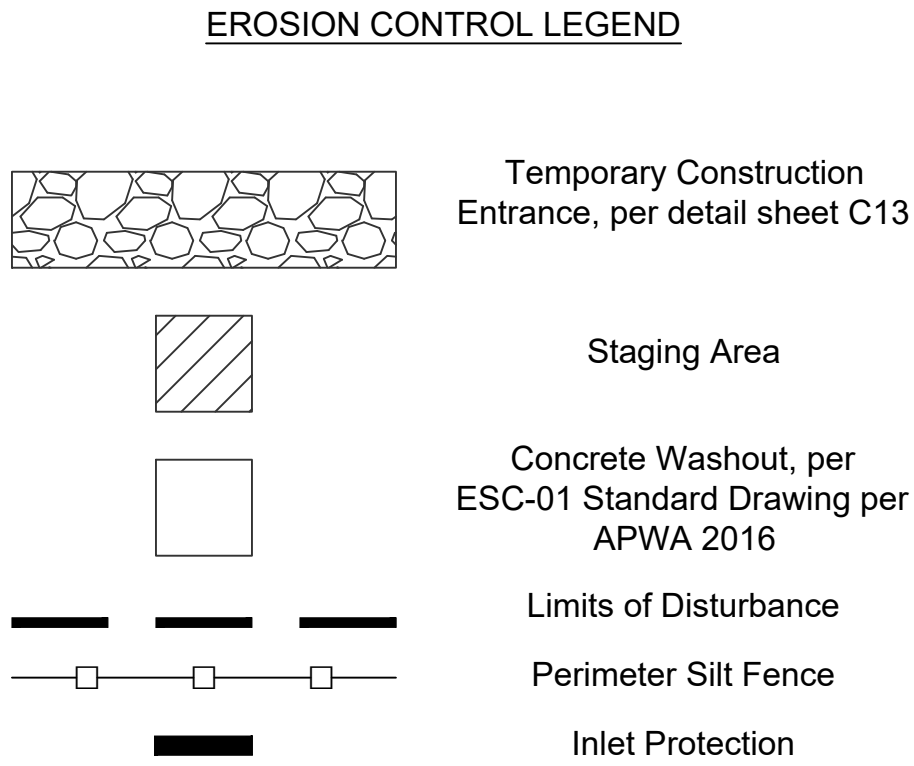 EROSION CONTROL LEGEND
Temporary Construction
Entrance, per detail sheet C13
Staging Area
Concrete Washout, per
ESC-01 Standard Drawing per
APWA 2016
Limits of Disturbance
Perimeter Silt Fence
Inlet Protection